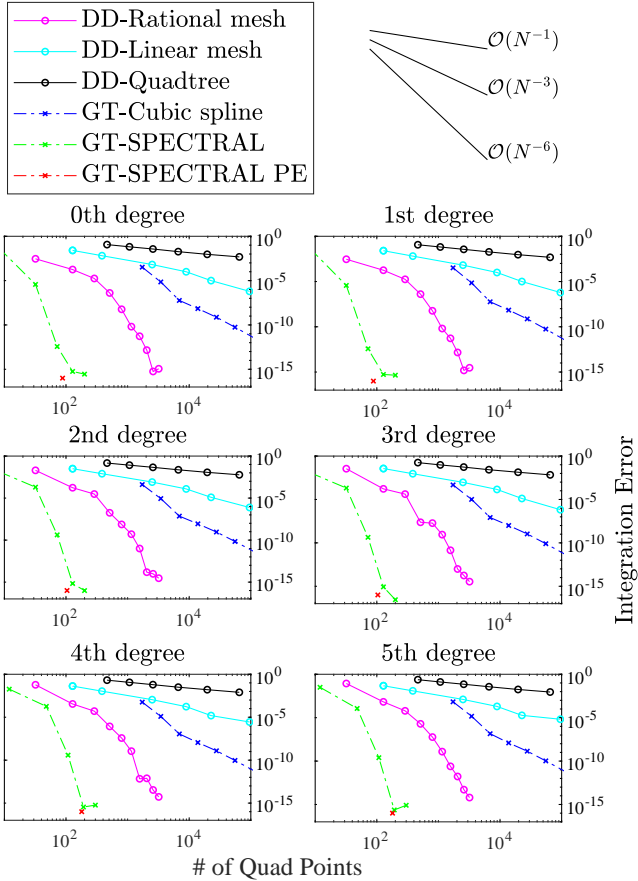 DD-Rational mesh
DD-Linear mesh
DD-Quadtree
GT-Cubic spline
GT-SPECTRAL
GT-SPECTRAL PE
𝒪(N⁻¹)
𝒪(N⁻³)
𝒪(N⁻⁶)
0th degree
10⁰
10⁻⁵
10⁻¹⁰
10⁻¹⁵
10² 10⁴
1st degree
10⁰
10⁻⁵
10⁻¹⁰
10⁻¹⁵
10² 10⁴
2nd degree
10⁰
10⁻⁵
10⁻¹⁰
10⁻¹⁵
10² 10⁴
3rd degree
10⁰
10⁻⁵
10⁻¹⁰
10⁻¹⁵
10² 10⁴
4th degree
10⁰
10⁻⁵
10⁻¹⁰
10⁻¹⁵
10² 10⁴
5th degree
10⁰
10⁻⁵
10⁻¹⁰
10⁻¹⁵
10² 10⁴
Integration Error
# of Quad Points